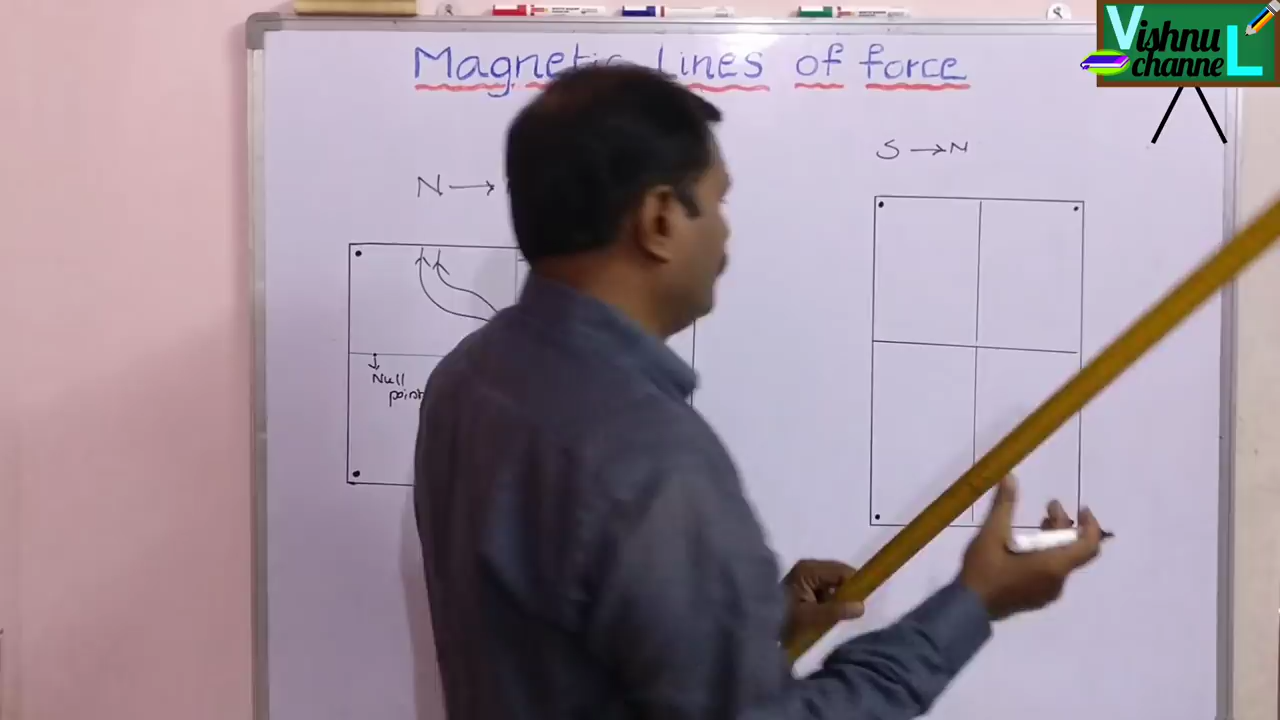 Magnetic Lines of force
N →
S → N
Null
point
Vishnu
channel